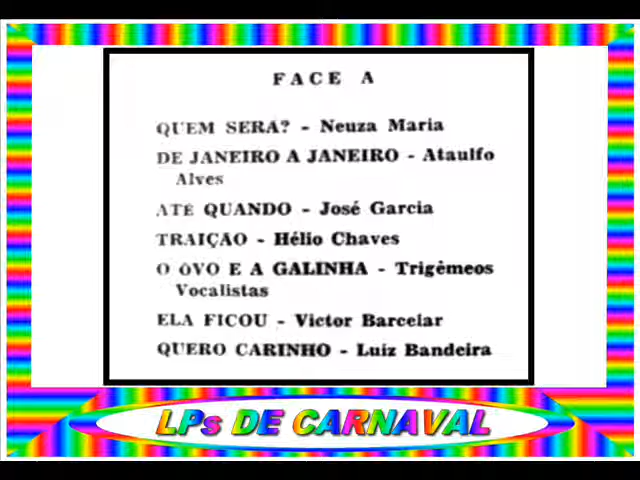 FACE A
QUEM SERÁ? - Neuza Maria
DE JANEIRO A JANEIRO - Ataulfo
Alves
ATÉ QUANDO - José Garcia
TRAIÇÃO - Hélio Chaves
O ÔVO E A GALINHA - Trigêmeos
Vocalistas
ELA FICOU - Victor Barcelar
QUERO CARINHO - Luiz Bandeira
LPs DE CARNAVAL